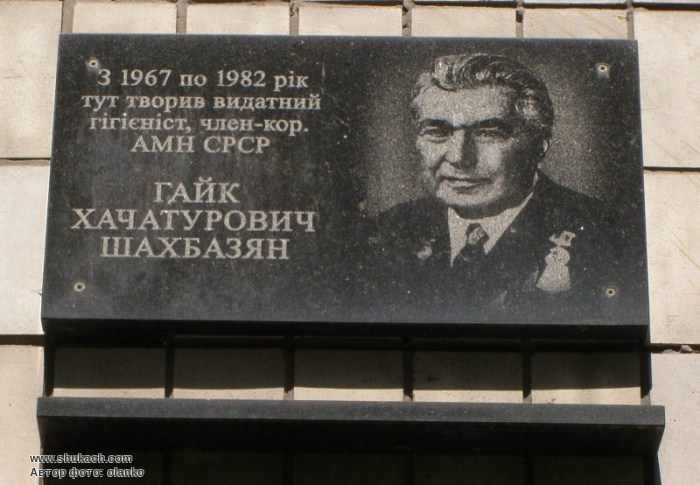 З 1967 по 1982 рік
тут творив видатний
гігієніст, член-кор.
АМН СРСР
ГАЙК
ХАЧАТУРОВИЧ
ШАХБАЗЯН
www.shukach.com
Автор фото: olanko